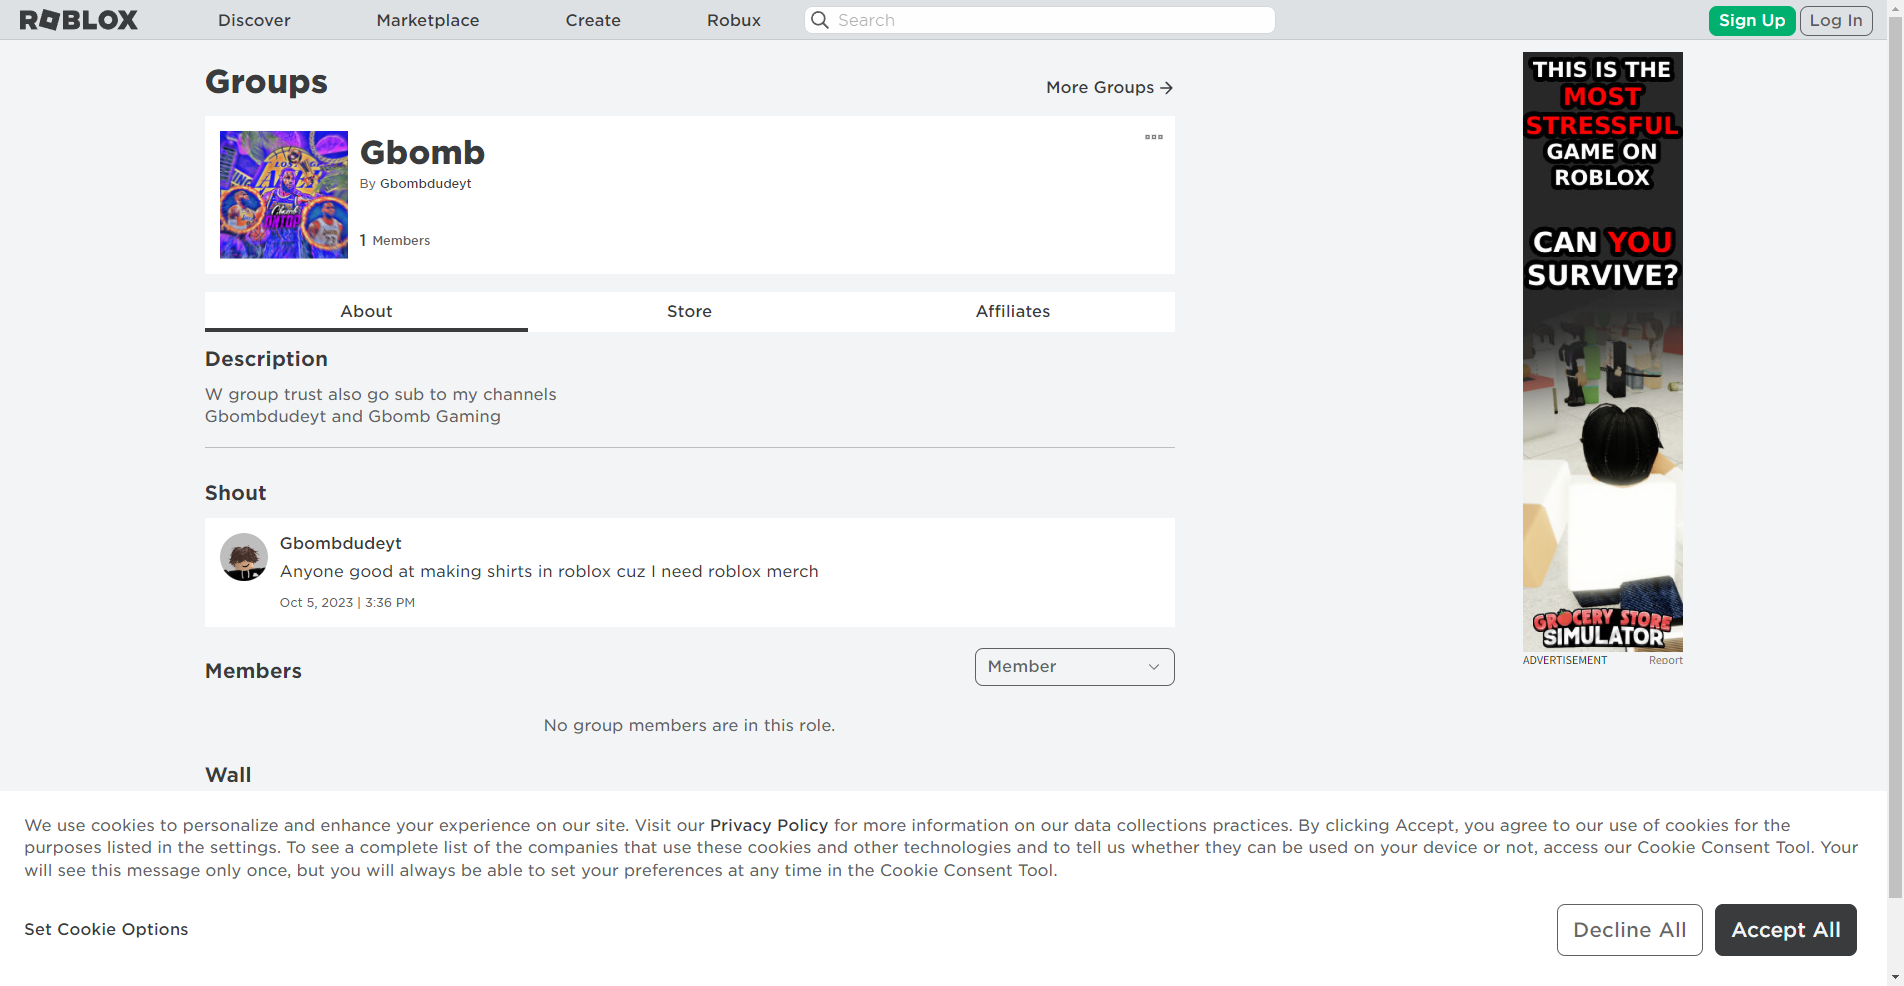 ROBLOX
Discover
Marketplace
Create
Robux
Search
Sign Up
Log In
Groups
More Groups
Gbomb
By Gbombdudeyt
1 Members
About
Store
Affiliates
Description
W group trust also go sub to my channels
Gbombdudeyt and Gbomb Gaming
Shout
Gbombdudeyt
Anyone good at making shirts in roblox cuz I need roblox merch
Oct 5, 2023 | 3:36 PM
Members
Member
No group members are in this role.
Wall
THIS IS THE
MOST
STRESSFUL
GAME ON
ROBLOX
CAN YOU
SURVIVE?
GROCERY STORE
SIMULATOR
ADVERTISEMENT
Report
We use cookies to personalize and enhance your experience on our site. Visit our Privacy Policy for more information on our data collections practices. By clicking Accept, you agree to our use of cookies for the
purposes listed in the settings. To see a complete list of the companies that use these cookies and other technologies and to tell us whether they can be used on your device or not, access our Cookie Consent Tool. Your
will see this message only once, but you will always be able to set your preferences at any time in the Cookie Consent Tool.
Set Cookie Options
Decline All
Accept All